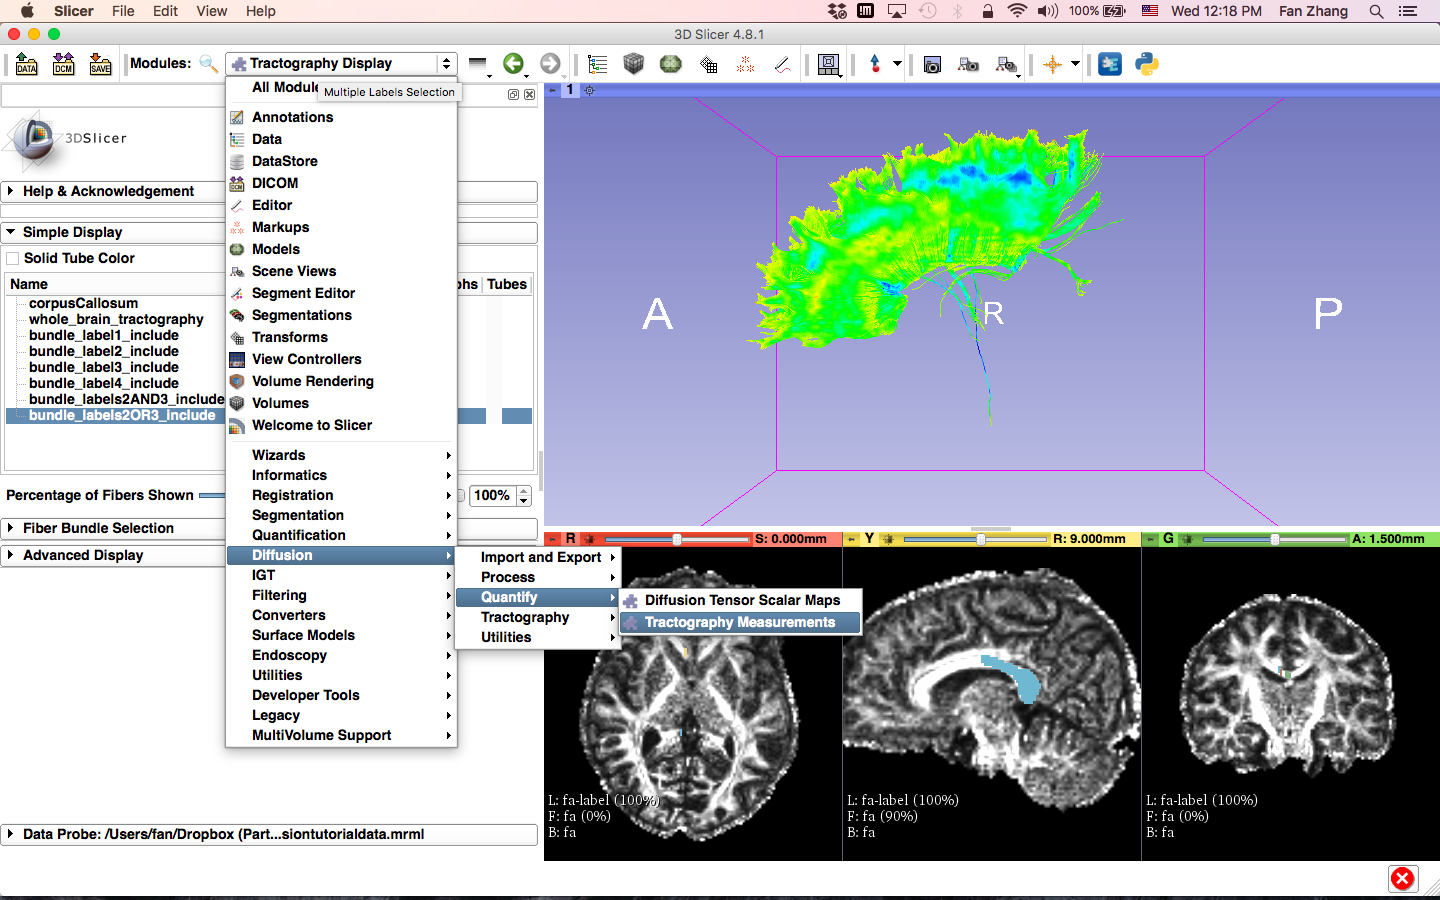 Slicer File Edit View Help 100% Wed 12:18 PM Fan Zhang
3D Slicer 4.8.1
DATA DCM SAVE Modules: Tractography Display
All Module
Multiple Labels Selection
1
3DSlicer
Help & Acknowledgement
Simple Display
Solid Tube Color
Name Tubes
corpusCallosum
whole_brain_tractography
bundle_label1_include
bundle_label2_include
bundle_label3_include
bundle_label4_include
bundle_labels2AND3_include
bundle_labels2OR3_include
Percentage of Fibers Shown 100%
Fiber Bundle Selection
Advanced Display
Annotations
Data
DataStore
DICOM
Editor
Markups
Models
Scene Views
Segment Editor
Segmentations
Transforms
View Controllers
Volume Rendering
Volumes
Welcome to Slicer
Wizards
Informatics
Registration
Segmentation
Quantification
Diffusion
IGT
Filtering
Converters
Surface Models
Endoscopy
Utilities
Developer Tools
Legacy
MultiVolume Support
Import and Export
Process
Quantify
Tractography
Utilities
Diffusion Tensor Scalar Maps
Tractography Measurements
A R P
R S: 0.000mm
Y R: 9.000mm
G A: 1.500mm
L: fa-label (100%)
F: fa (0%)
B: fa
L: fa-label (100%)
F: fa (90%)
B: fa
L: fa-label (100%)
F: fa (0%)
B: fa
Data Probe: /Users/fan/Dropbox (Part...siontutorialdata.mrml